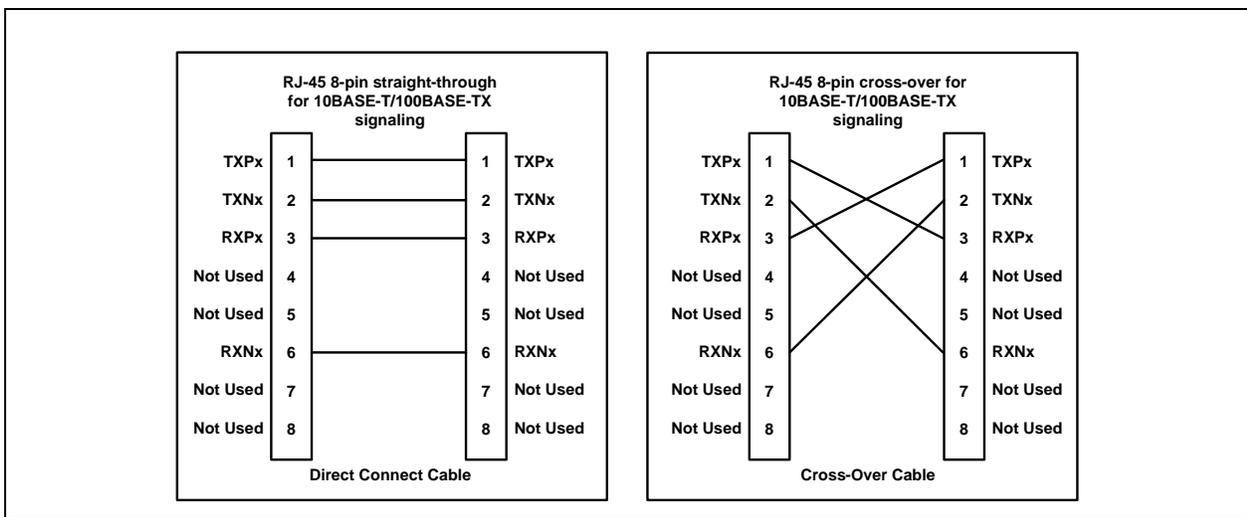 RJ-45 8-pin straight-through
for 10BASE-T/100BASE-TX
signaling
TXPx 1 1 TXPx
TXNx 2 2 TXNx
RXPx 3 3 RXPx
Not Used 4 4 Not Used
Not Used 5 5 Not Used
RXNx 6 6 RXNx
Not Used 7 7 Not Used
Not Used 8 8 Not Used
Direct Connect Cable
RJ-45 8-pin cross-over for
10BASE-T/100BASE-TX
signaling
TXPx 1 1 TXPx
TXNx 2 2 TXNx
RXPx 3 3 RXPx
Not Used 4 4 Not Used
Not Used 5 5 Not Used
RXNx 6 6 RXNx
Not Used 7 7 Not Used
Not Used 8 8 Not Used
Cross-Over Cable